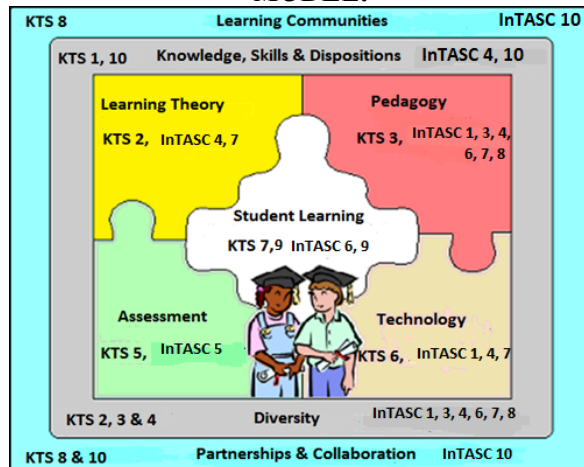 MODEL:
KTS 8 Learning Communities InTASC 10
KTS 1, 10 Knowledge, Skills & Dispositions InTASC 4, 10
Learning Theory
KTS 2, InTASC 4, 7
Pedagogy
KTS 3, InTASC 1, 3, 4,
6, 7, 8
Student Learning
KTS 7,9 InTASC 6, 9
Assessment
KTS 5, InTASC 5
Technology
KTS 6, InTASC 1, 4, 7
KTS 2, 3 & 4 Diversity InTASC 1, 3, 4, 6, 7, 8
KTS 8 & 10 Partnerships & Collaboration InTASC 10